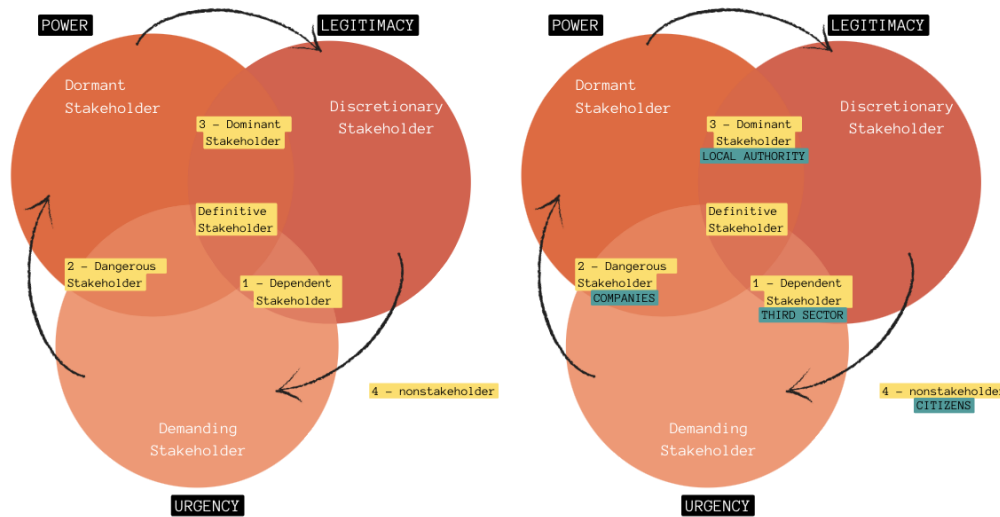 POWER
LEGITIMACY
Dormant
Stakeholder
Discretionary
Stakeholder
3 - Dominant
Stakeholder
Definitive
Stakeholder
2 - Dangerous
Stakeholder
1 - Dependent
Stakeholder
4 - nonstakeholder
Demanding
Stakeholder
URGENCY
POWER
LEGITIMACY
Dormant
Stakeholder
Discretionary
Stakeholder
3 - Dominant
Stakeholder
LOCAL AUTHORITY
Definitive
Stakeholder
2 - Dangerous
Stakeholder
COMPANIES
1 - Dependent
Stakeholder
THIRD SECTOR
4 - nonstakeholder
CITIZENS
Demanding
Stakeholder
URGENCY